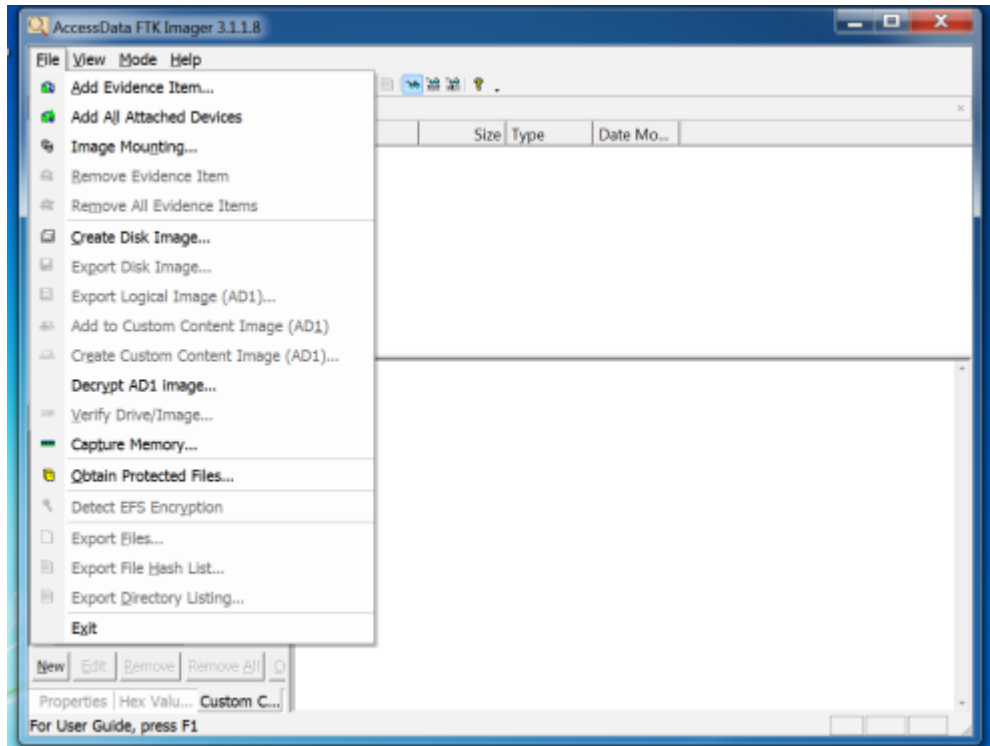 AccessData FTK Imager 3.1.1.8
File View Mode Help
Add Evidence Item...
Add All Attached Devices
Size Type Date Mo...
Image Mounting...
Remove Evidence Item
Remove All Evidence Items
Create Disk Image...
Export Disk Image...
Export Logical Image (AD1)...
Add to Custom Content Image (AD1)
Create Custom Content Image (AD1)...
Decrypt AD1 image...
Verify Drive/Image...
Capture Memory...
Obtain Protected Files...
Detect EFS Encryption
Export Files...
Export File Hash List...
Export Directory Listing...
Exit
New Edit Remove Remove All
Properties Hex Valu... Custom C...
For User Guide, press F1